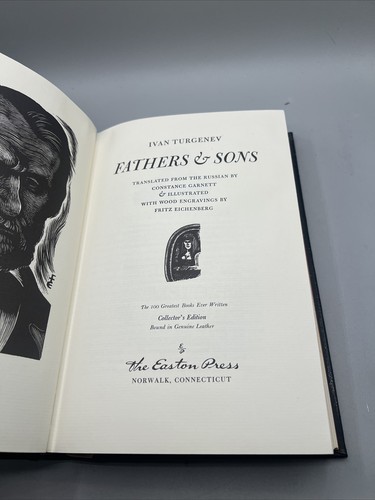 IVAN TURGENEV
FATHERS & SONS
TRANSLATED FROM THE RUSSIAN BY
CONSTANCE GARNETT
& ILLUSTRATED
WITH WOOD ENGRAVINGS BY
FRITZ EICHENBERG
The 100 Greatest Books Ever Written
Collector's Edition
Bound in Genuine Leather
The Easton Press
NORWALK, CONNECTICUT